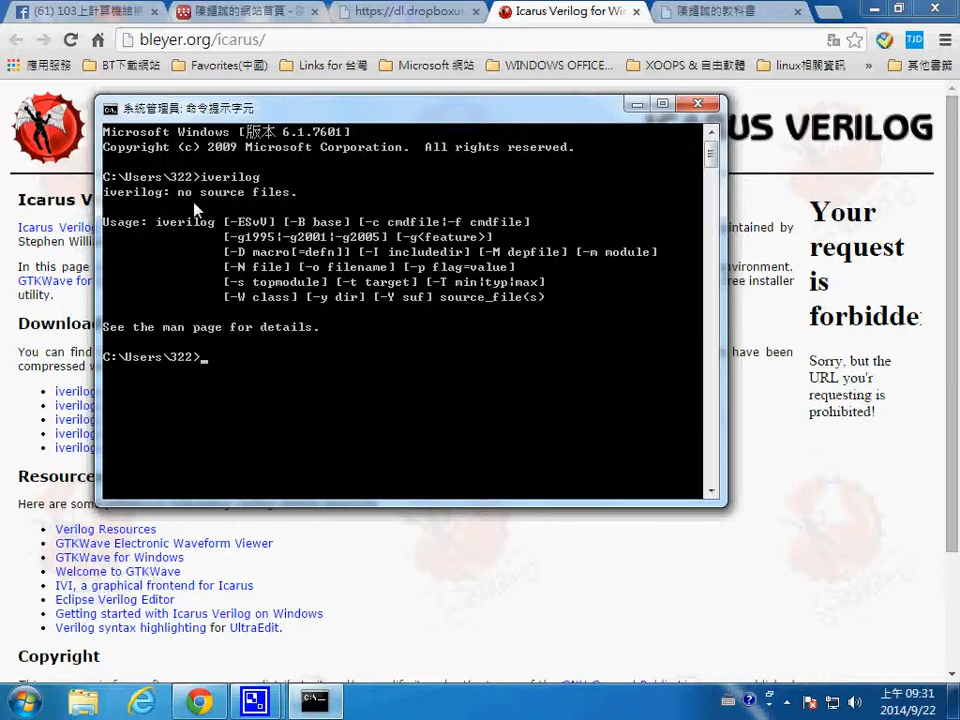 (61) 103上計算機結
陳鍾誠的網站首頁 -
https://dl.dropboxus
Icarus Verilog for Win
陳鍾誠的教科書
bleyer.org/icarus/
TJD
應用服務
BT下載網站
Favorites(中國)
Links for 台灣
Microsoft 網站
WINDOWS OFFICE...
XOOPS & 自由軟體
linux相關資訊
»
其他書籤
ICARUS VERILOG
系統管理員: 命令提示字元
Microsoft Windows [版本 6.1.7601]
Copyright (c) 2009 Microsoft Corporation.  All rights reserved.
C:\Users\322>iverilog
iverilog: no source files.
Usage: iverilog [-ESvV] [-B base] [-c cmdfile|-f cmdfile]
[-g1995|-g2001|-g2005] [-g<feature>]
[-D macro[=defn]] [-I includedir] [-M depfile] [-m module]
[-N file] [-o filename] [-p flag=value]
[-s topmodule] [-t target] [-T min|typ|max]
[-W class] [-y dir] [-Y suf] source_file(s)
See the man page for details.
C:\Users\322>_
Icarus V
Icarus Verilog
Stephen Willia
ntained by
In this page
GTKWave for
utility.
nvironment.
ree installer
Download
You can find
compressed w
have been
iverilog
iverilog
iverilog
iverilog
iverilog
Resource
Here are som
Verilog Resources
GTKWave Electronic Waveform Viewer
GTKWave for Windows
Welcome to GTKWave
IVI, a graphical frontend for Icarus
Eclipse Verilog Editor
Getting started with Icarus Verilog on Windows
Verilog syntax highlighting for UltraEdit.
Copyright
Your
request
is
forbidde
Sorry, but the
URL you'r
requesting is
prohibited!
上午 09:31
2014/9/22